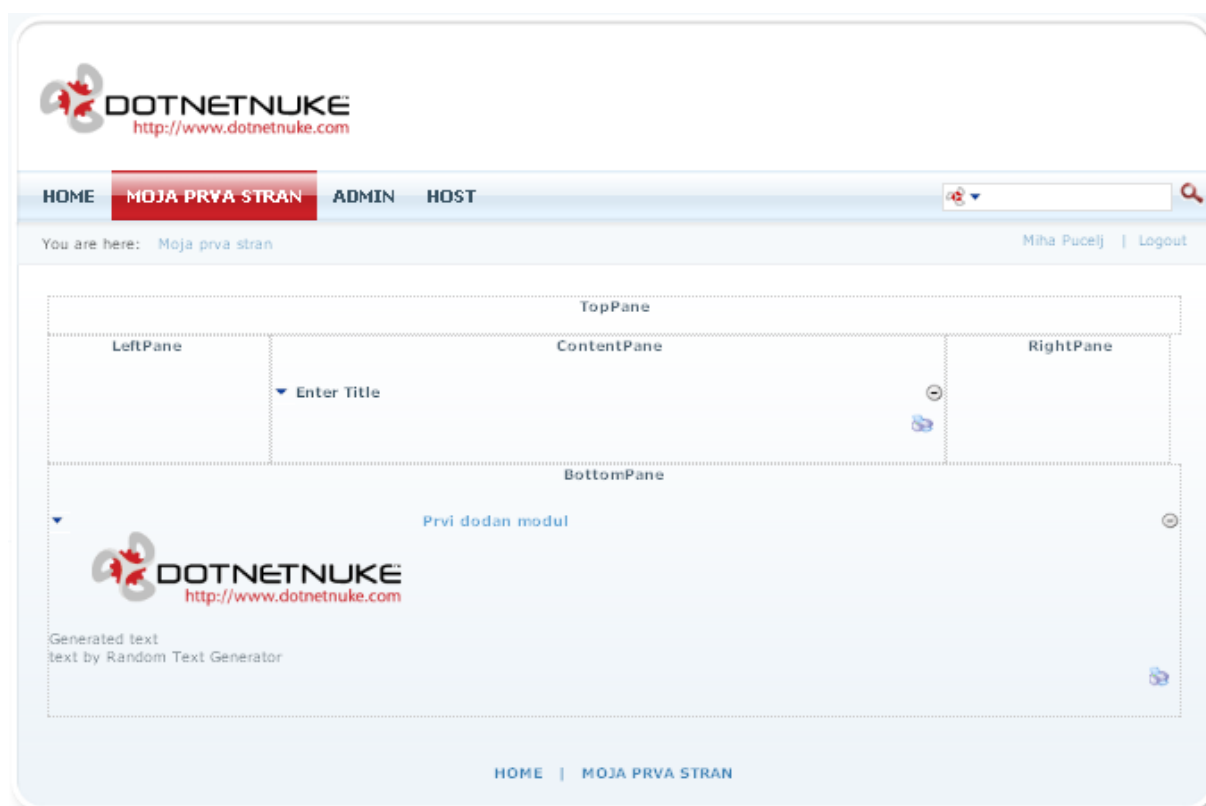 DOTNETNUKE
http://www.dotnetnuke.com
HOME MOJA PRVA STRAN ADMIN HOST
You are here: Moja prva stran
Miha Pucelj | Logout
TopPane
LeftPane ContentPane RightPane
Enter Title
BottomPane
Prvi dodan modul
DOTNETNUKE
http://www.dotnetnuke.com
Generated text
text by Random Text Generator
HOME | MOJA PRVA STRAN